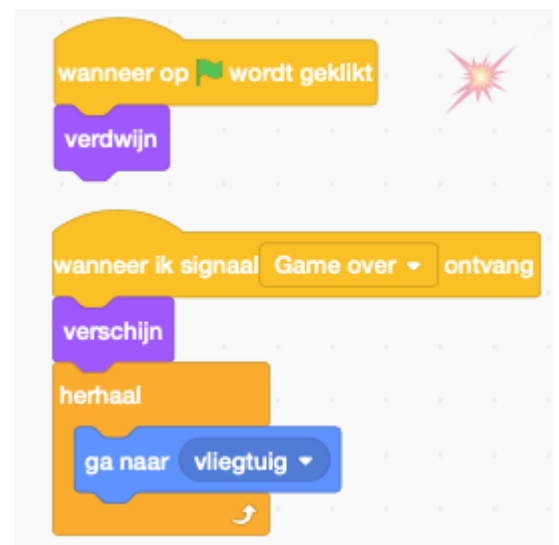 wanneer op wordt geklikt
verdwijn
wanneer ik signaal Game over ontvang
verschijn
herhaal
ga naar vliegtuig